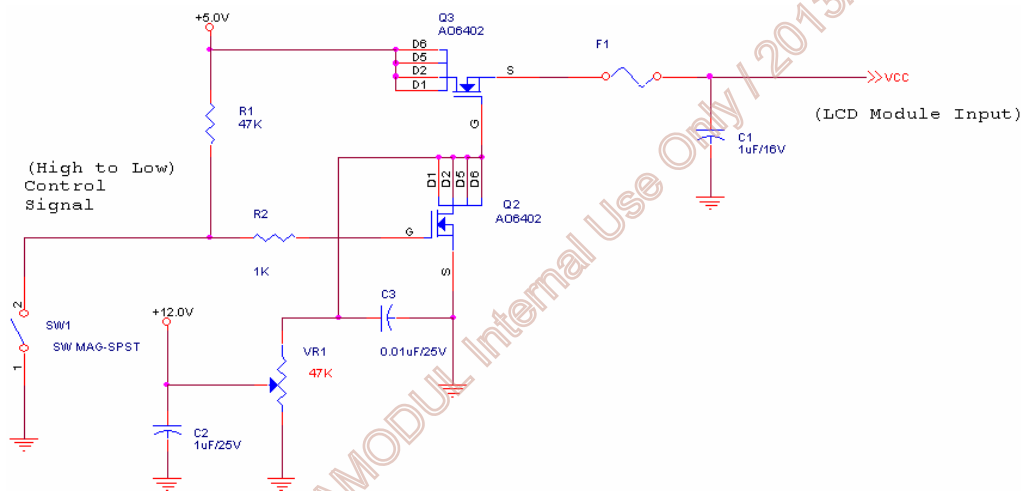 +5.0V
Q3
AO6402
D6
D5
D2
D1
S
G
F1
VCC
(LCD Module Input)
C1
1uF/16V
R1
47K
(High to Low)
Control
Signal
R2
1K
D1
D2
D5
D6
Q2
AO6402
G
S
2
SW1
SW MAG-SPST
1
+12.0V
C3
0.01uF/25V
VR1
47K
C2
1uF/25V
AMODUL Internal Use Only / 2013/